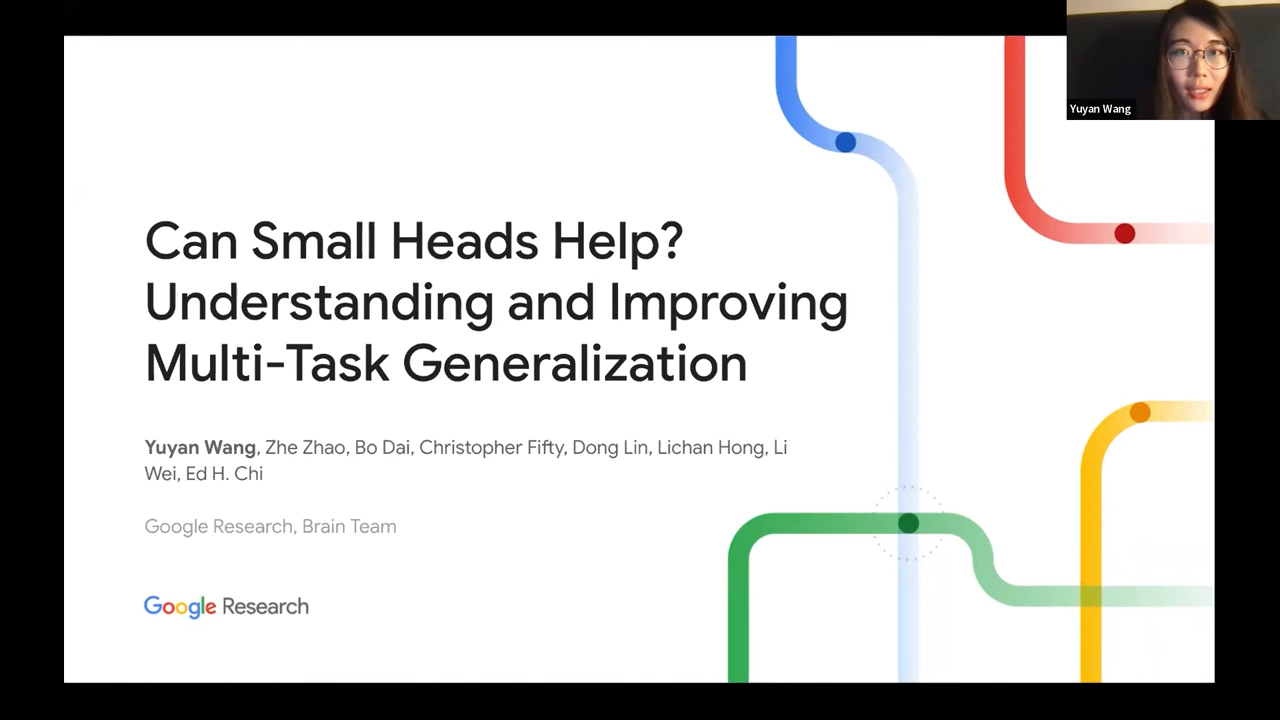 Yuyan Wang
Can Small Heads Help?
Understanding and Improving
Multi-Task Generalization
Yuyan Wang, Zhe Zhao, Bo Dai, Christopher Fifty, Dong Lin, Lichan Hong, Li
Wei, Ed H. Chi
Google Research, Brain Team
Google Research